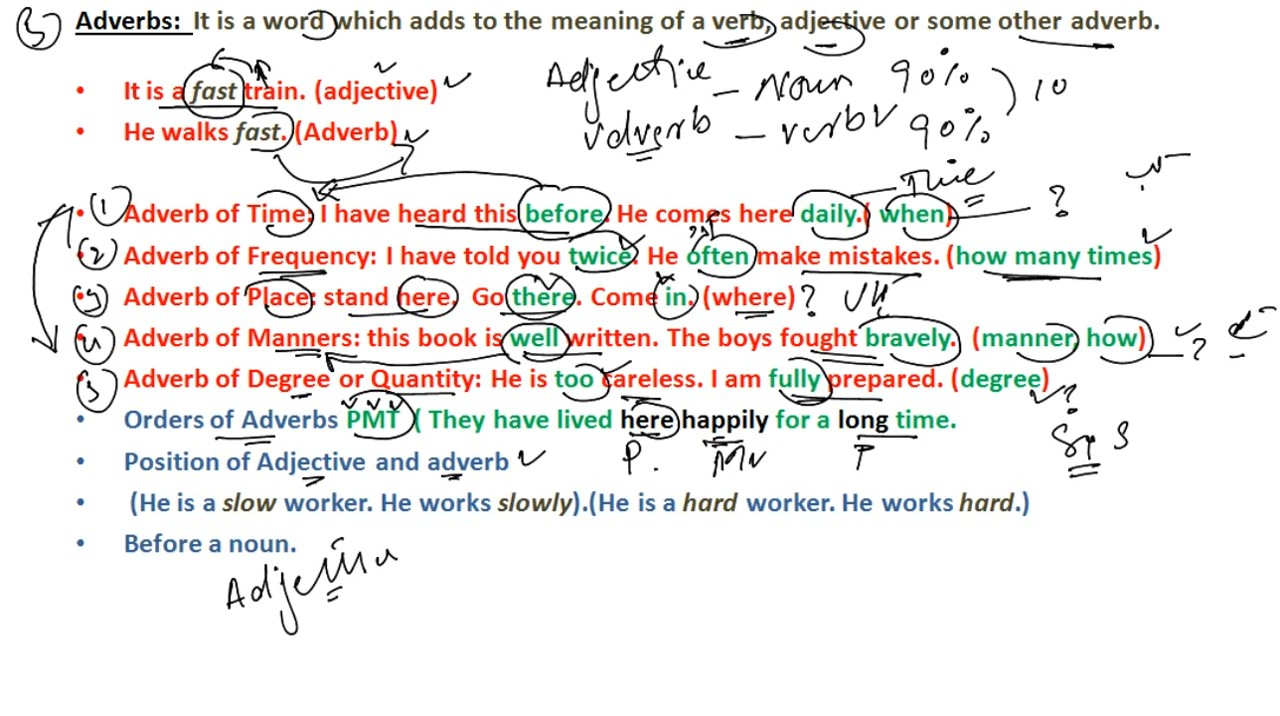 5 Adverbs: It is a word which adds to the meaning of a verb, adjective or some other adverb.
• It is a fast train. (adjective)
Adjective – Noun 90% ) 10
• He walks fast. (Adverb)
Adverb – verb 90%
Time
?
• 1 Adverb of Time: I have heard this before. He comes here daily.( when)
• 2 Adverb of Frequency: I have told you twice. He often make mistakes. (how many times)
• Adverb of Place: stand here. Go there. Come in. (where) ?
• Adverb of Manners: this book is well written. The boys fought bravely. (manner, how) ?
• Adverb of Degree or Quantity: He is too careless. I am fully prepared. (degree) ?
• Orders of Adverbs PMT ( They have lived here happily for a long time.
P.
• Position of Adjective and adverb
• (He is a slow worker. He works slowly).(He is a hard worker. He works hard.)
• Before a noun.